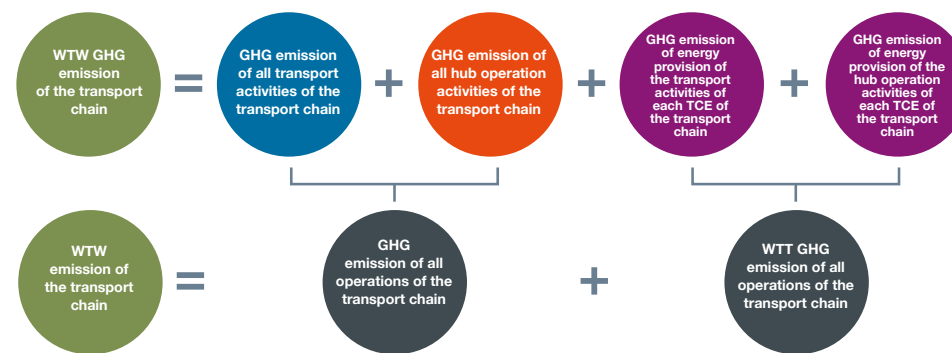 WTW GHG
emission
of the transport
chain
=
GHG emission
of all transport
activities of the
transport chain
+
GHG emission of
all hub operation
activities of the
transport chain
+
GHG emission
of energy
provision of
the transport
activities of
each TCE of
the transport
chain
+
GHG emission
of energy
provision of the
hub operation
activities of
each TCE of
the transport
chain
WTW
emission of
the transport
chain
=
GHG
emission of all
operations of the
transport chain
+
WTT GHG
emission of all
operations of the
transport chain